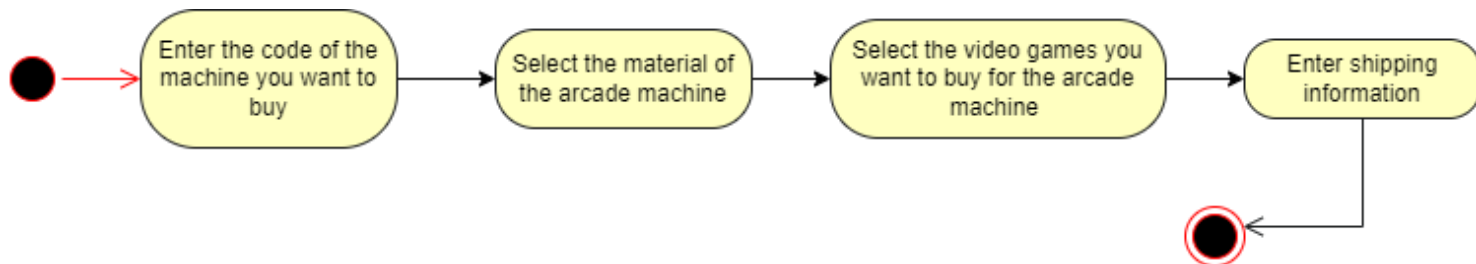 Enter the code of the
machine you want to
buy
Select the material of
the arcade machine
Select the video games you
want to buy for the arcade
machine
Enter shipping
information